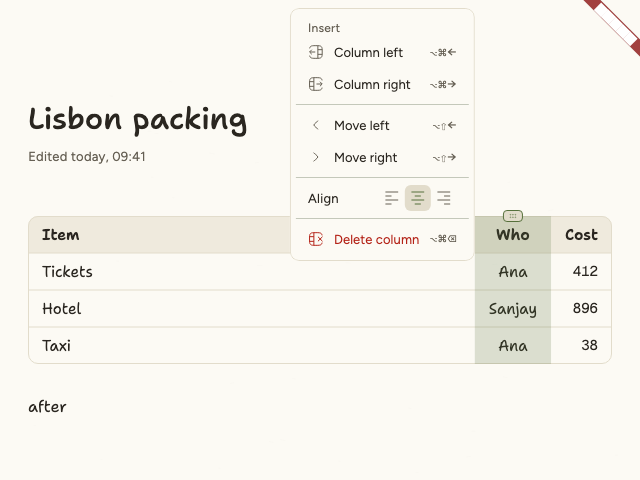 Insert
Column left ⌥⌘←
Column right ⌥⌘→
Move left ⌥⇧←
Move right ⌥⇧→
Align
Delete column ⌥⌘⌫
Lisbon packing
Edited today, 09:41
Item Who Cost
Tickets Ana 412
Hotel Sanjay 896
Taxi Ana 38
after